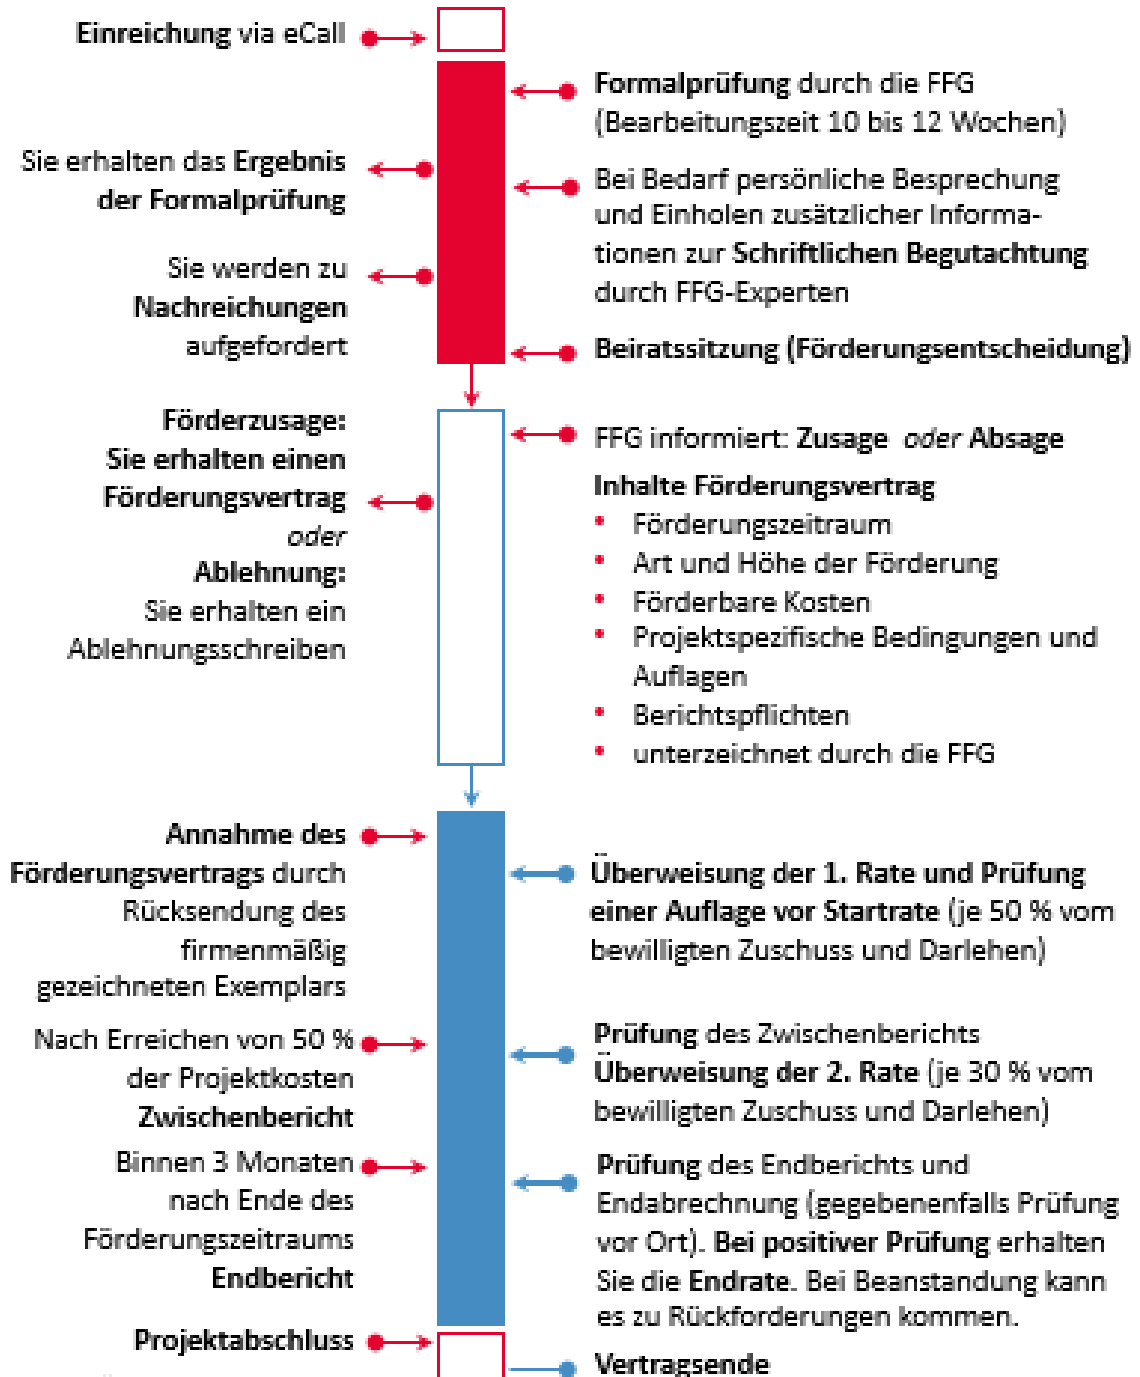 Einreichung via eCall
Formalprüfung durch die FFG
(Bearbeitungszeit 10 bis 12 Wochen)
Sie erhalten das Ergebnis
der Formalprüfung
Bei Bedarf persönliche Besprechung
und Einholen zusätzlicher Informa-
tionen zur Schriftlichen Begutachtung
durch FFG-Experten
Sie werden zu
Nachreichungen
aufgefordert
Beiratssitzung (Förderungsentscheidung)
Förderzusage:
Sie erhalten einen
Förderungsvertrag
oder
Ablehnung:
Sie erhalten ein
Ablehnungsschreiben
FFG informiert: Zusage oder Absage
Inhalte Förderungsvertrag
• Förderungszeitraum
• Art und Höhe der Förderung
• Förderbare Kosten
• Projektspezifische Bedingungen und
Auflagen
• Berichtspflichten
• unterzeichnet durch die FFG
Annahme des
Förderungsvertrags durch
Rücksendung des
firmenmäßig
gezeichneten Exemplars
Überweisung der 1. Rate und Prüfung
einer Auflage vor Startrate (je 50 % vom
bewilligten Zuschuss und Darlehen)
Nach Erreichen von 50 %
der Projektkosten
Zwischenbericht
Prüfung des Zwischenberichts
Überweisung der 2. Rate (je 30 % vom
bewilligten Zuschuss und Darlehen)
Binnen 3 Monaten
nach Ende des
Förderungszeitraums
Endbericht
Prüfung des Endberichts und
Endabrechnung (gegebenenfalls Prüfung
vor Ort). Bei positiver Prüfung erhalten
Sie die Endrate. Bei Beanstandung kann
es zu Rückforderungen kommen.
Projektabschluss
Vertragsende